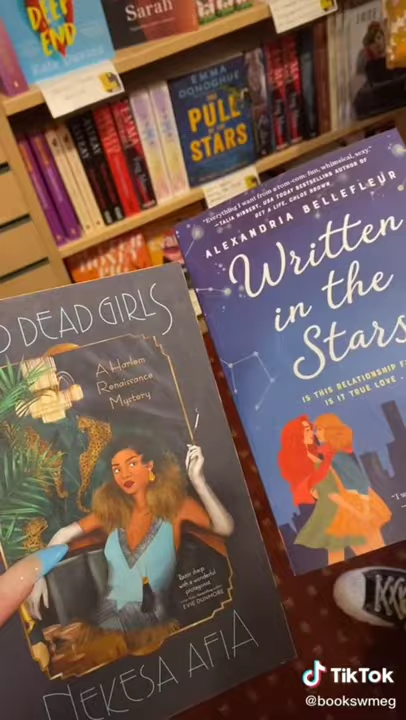 DEEP
END
Sarah
EMMA
DONOGHUE
THE
PULL
OF THE
STARS
"Everything I want from a rom-com: fun, whimsical, sexy."
—TALIA HIBBERT, USA TODAY BESTSELLING AUTHOR OF
GET A LIFE, CHLOE BROWN
ALEXANDRIA BELLEFLEUR
Written
in the
Stars
IS THIS RELATIONSHIP
IS IT TRUE LOVE
DEAD GIRLS
A Harlem
Renaissance
Mystery
NEKESA AFIA
TikTok
@bookswmeg